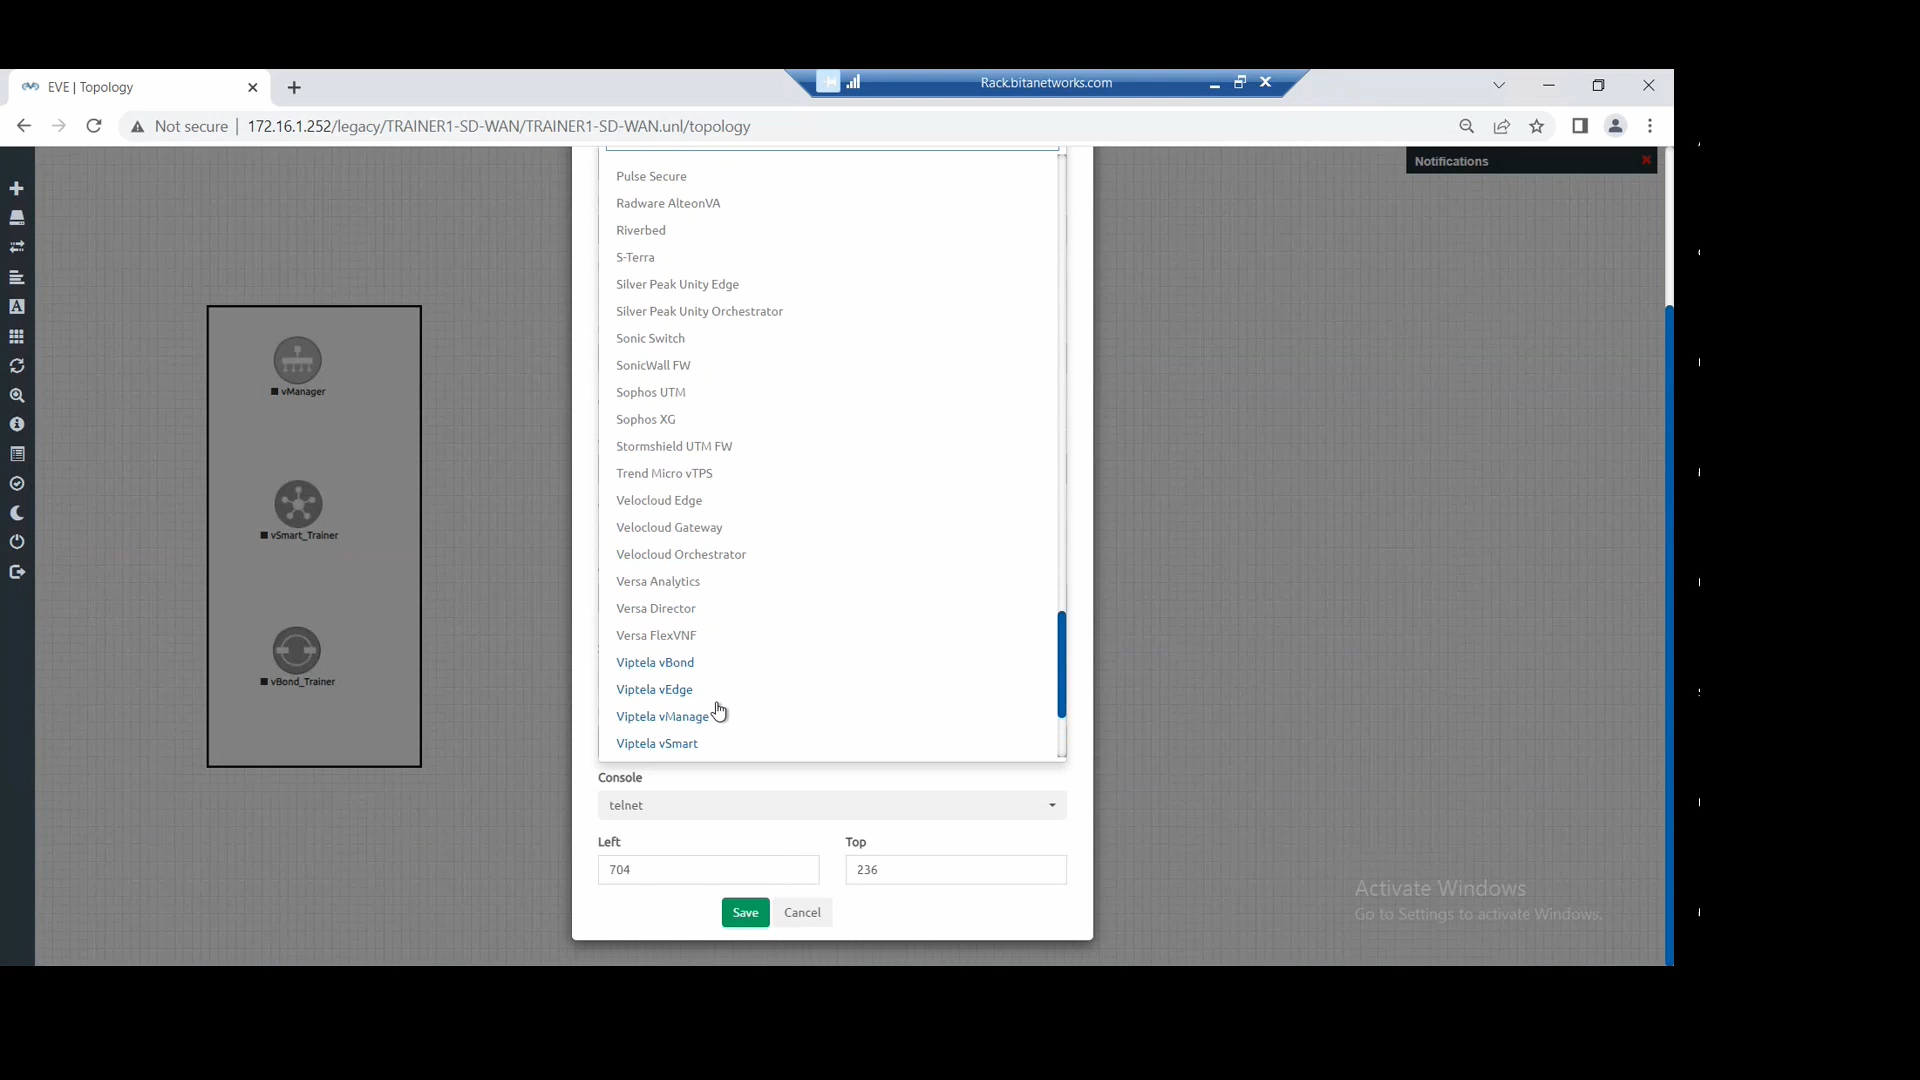 EVE | Topology
Rack.bitanetworks.com
Not secure
172.16.1.252/legacy/TRAINER1-SD-WAN/TRAINER1-SD-WAN.unl/topology
Notifications
vManager
vSmart_Trainer
vBond_Trainer
Pulse Secure
Radware AlteonVA
Riverbed
S-Terra
Silver Peak Unity Edge
Silver Peak Unity Orchestrator
Sonic Switch
SonicWall FW
Sophos UTM
Sophos XG
Stormshield UTM FW
Trend Micro vTPS
Velocloud Edge
Velocloud Gateway
Velocloud Orchestrator
Versa Analytics
Versa Director
Versa FlexVNF
Viptela vBond
Viptela vEdge
Viptela vManage
Viptela vSmart
Console
telnet
Left Top
704 236
Save Cancel
Activate Windows
Go to Settings to activate Windows.